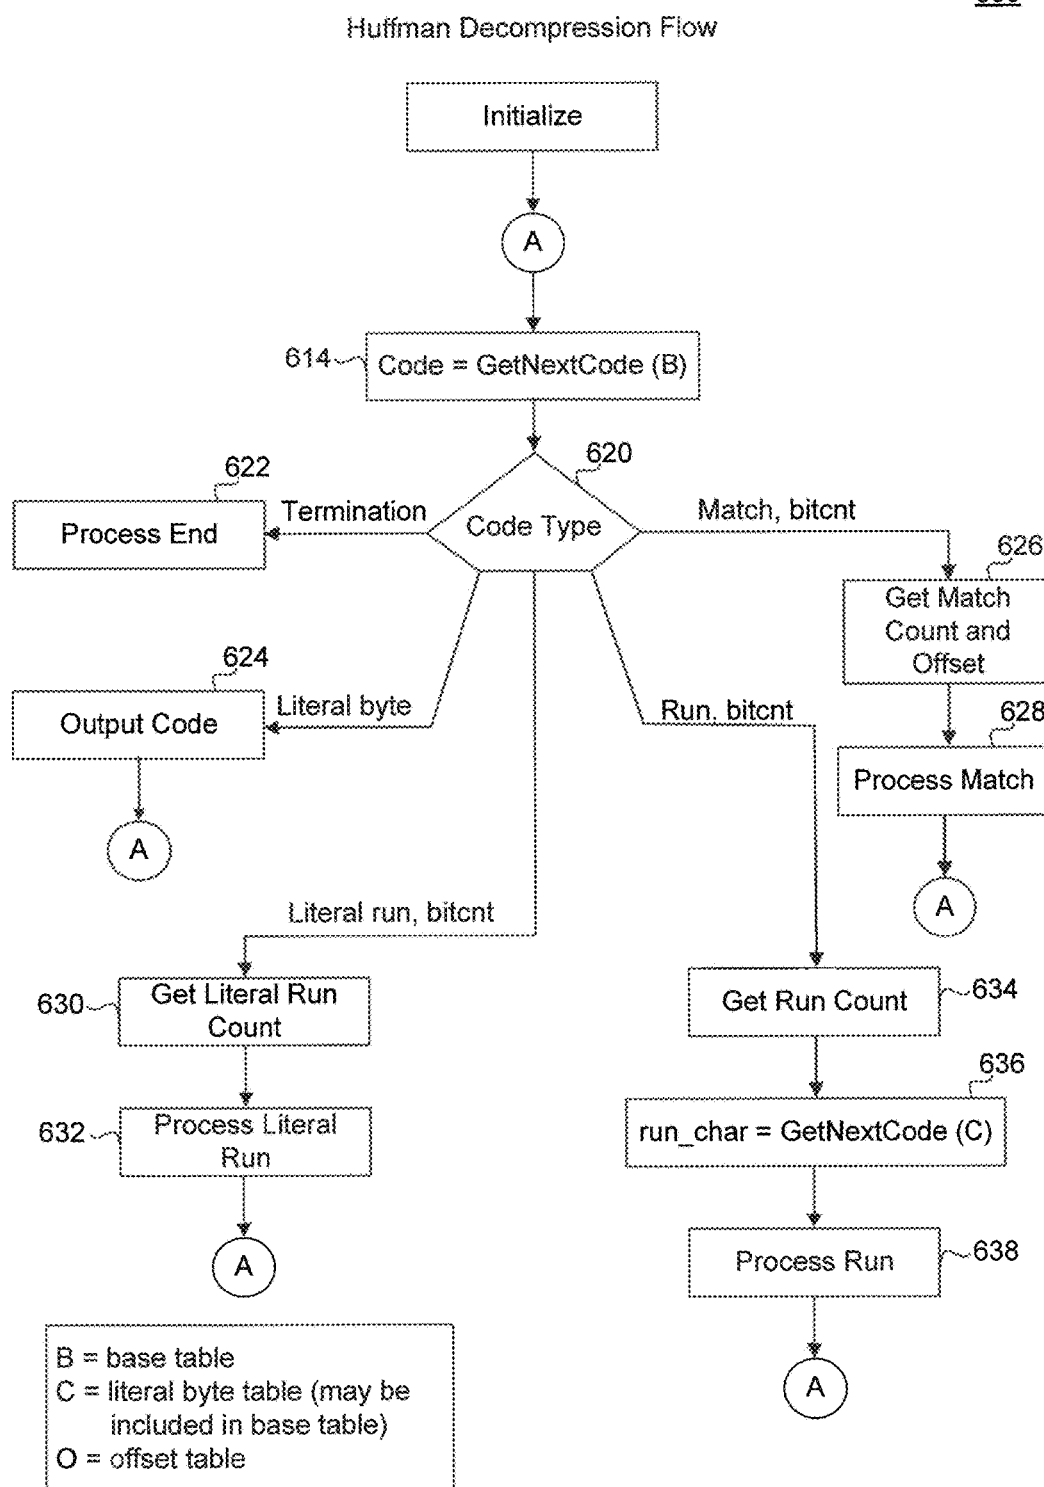 Huffman Decompression Flow
Initialize
A
614
Code = GetNextCode (B)
620
622
Termination
Code Type
Match, bitcnt
Process End
626
Get Match
Count and
Offset
624
Literal byte
Run. bitcnt
628
Output Code
Process Match
A
A
Literal run, bitcnt
630
Get Literal Run
Count
Get Run Count
634
636
632
Process Literal
Run
run_char = GetNextCode (C)
A
Process Run
638
A
B = base table
C = literal byte table (may be
included in base table)
O = offset table